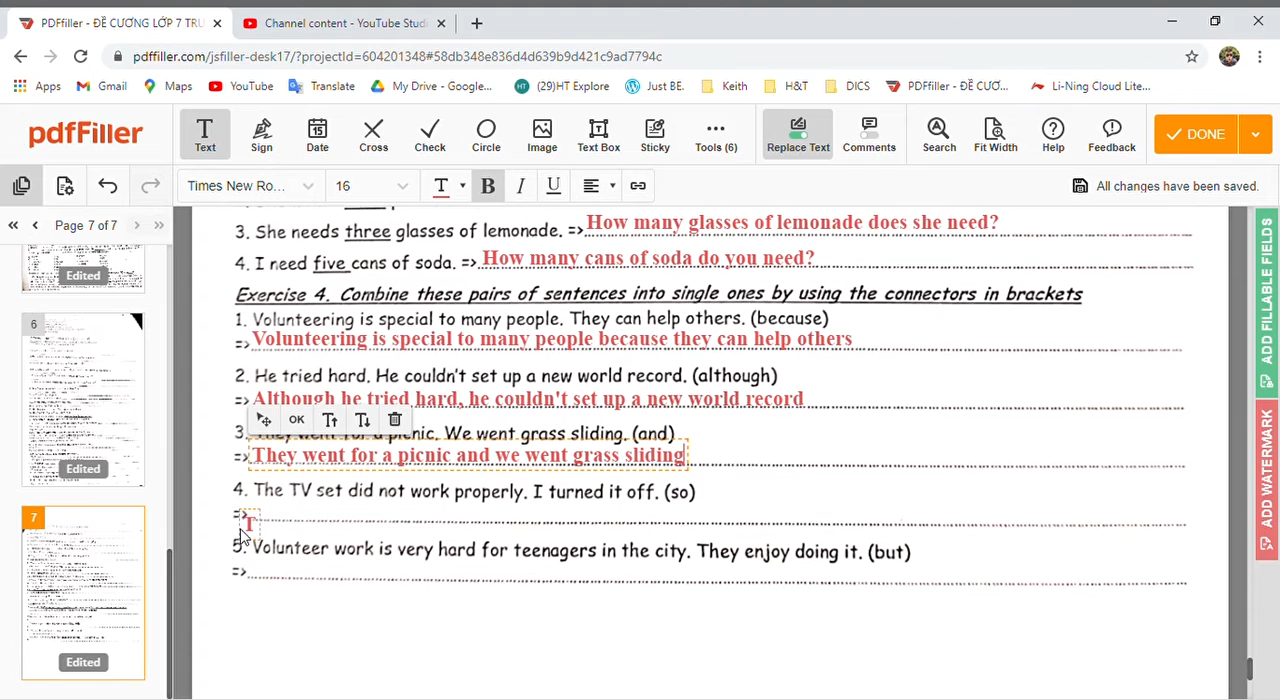 PDFfiller - ĐỀ CƯƠNG LỚP 7 TRU
Channel content - YouTube Studi
pdffiller.com/jsfiller-desk17/?projectId=604201348#58db348e836d4d639b9d421c9ad7794c
Apps Gmail Maps YouTube Translate My Drive - Google... (29)HT Explore Just BE. Keith H&T DICS PDFfiller - ĐỀ CƯƠ... Li-Ning Cloud Lite...
pdfFiller
Text Sign Date Cross Check Circle Image Text Box Sticky Tools (6) Replace Text Comments Search Fit Width Help Feedback
DONE
Times New Ro... 16 T B I U All changes have been saved.
Page 7 of 7
Edited
6
Edited
7
Edited
3. She needs three glasses of lemonade. => How many glasses of lemonade does she need?
4. I need five cans of soda. => How many cans of soda do you need?
Exercise 4. Combine these pairs of sentences into single ones by using the connectors in brackets
1. Volunteering is special to many people. They can help others. (because)
=> Volunteering is special to many people because they can help others
2. He tried hard. He couldn't set up a new world record. (although)
=> Although he tried hard, he couldn't set up a new world record
OK
3. They went for a picnic. We went grass sliding. (and)
=> They went for a picnic and we went grass sliding
4. The TV set did not work properly. I turned it off. (so)
=> T
5. Volunteer work is very hard for teenagers in the city. They enjoy doing it. (but)
=>
ADD FILLABLE FIELDS
ADD WATERMARK